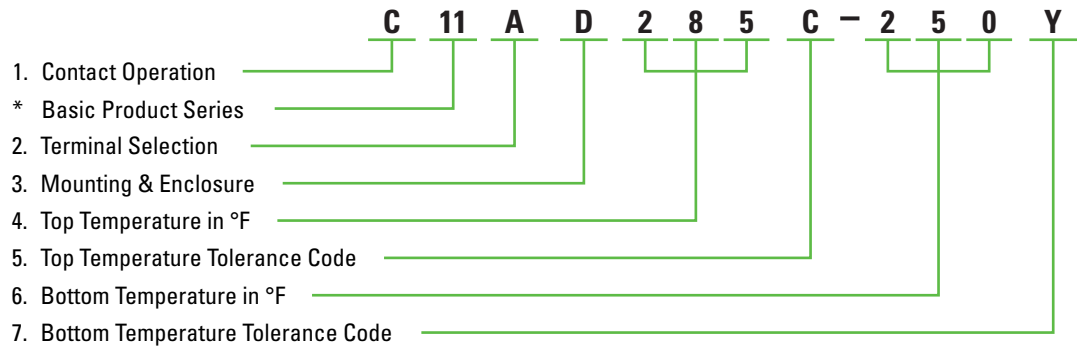 C 11 A D 2 8 5 C – 2 5 0 Y
1. Contact Operation
* Basic Product Series
2. Terminal Selection
3. Mounting & Enclosure
4. Top Temperature in °F
5. Top Temperature Tolerance Code
6. Bottom Temperature in °F
7. Bottom Temperature Tolerance Code